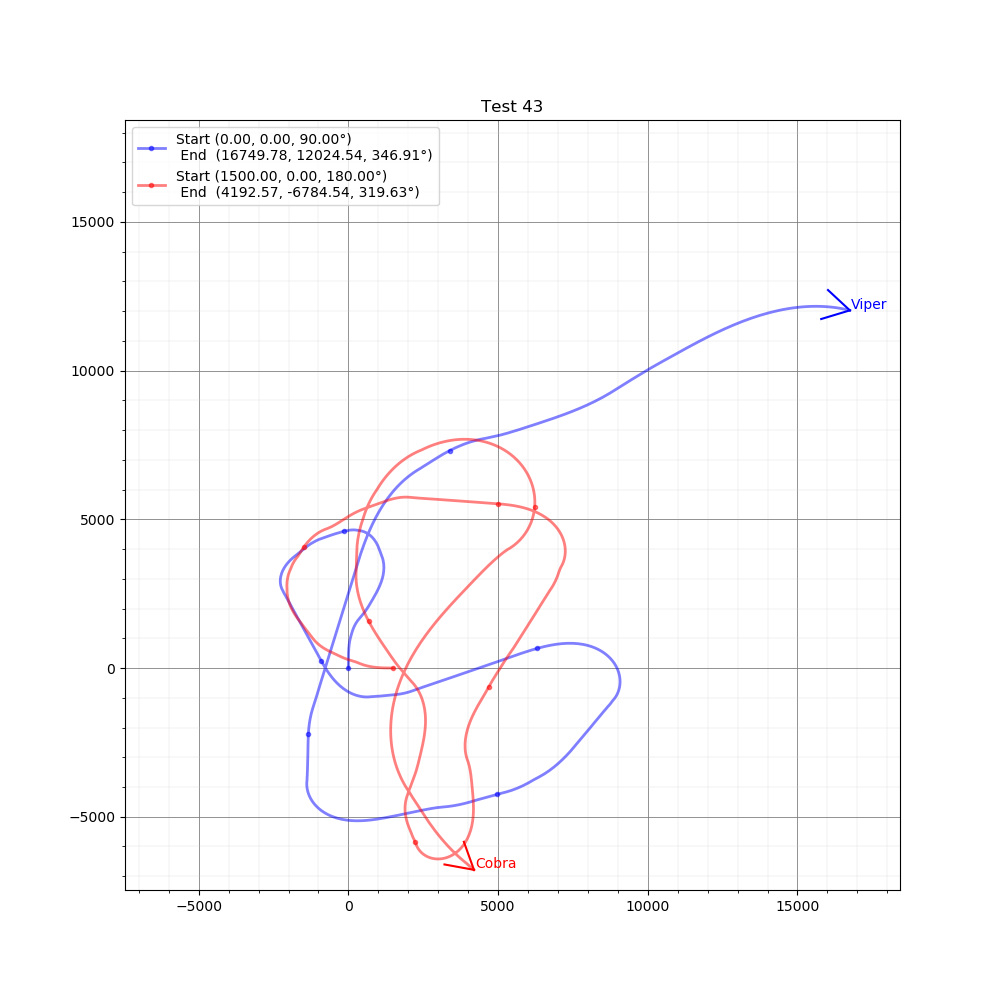 Test 43
Start (0.00, 0.00, 90.00°)
End (16749.78, 12024.54, 346.91°)
Start (1500.00, 0.00, 180.00°)
End (4192.57, -6784.54, 319.63°)
15000
Viper
10000
5000
0
−5000
Cobra
−5000 0 5000 10000 15000